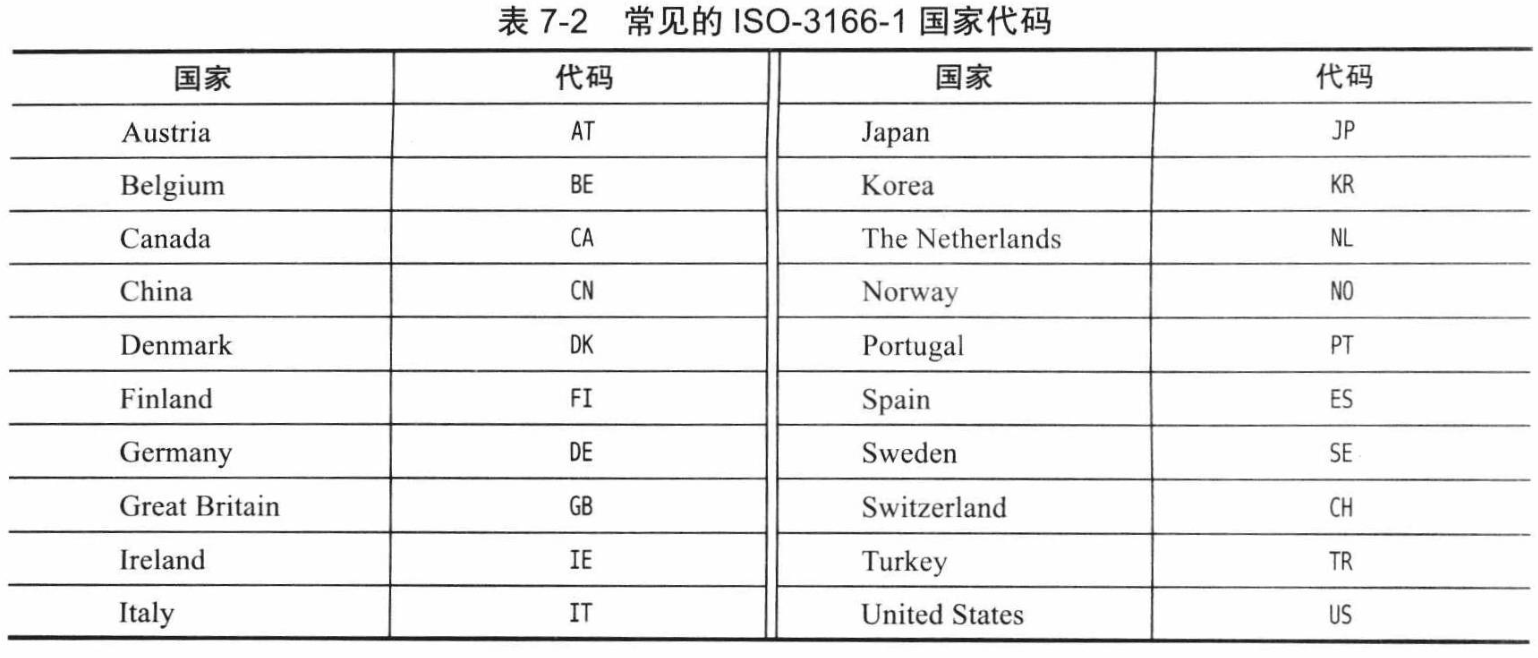 表 7-2 常见的 ISO-3166-1 国家代码
国家 代码 国家 代码
Austria AT Japan JP
Belgium BE Korea KR
Canada CA The Netherlands NL
China CN Norway NO
Denmark DK Portugal PT
Finland FI Spain ES
Germany DE Sweden SE
Great Britain GB Switzerland CH
Ireland IE Turkey TR
Italy IT United States US